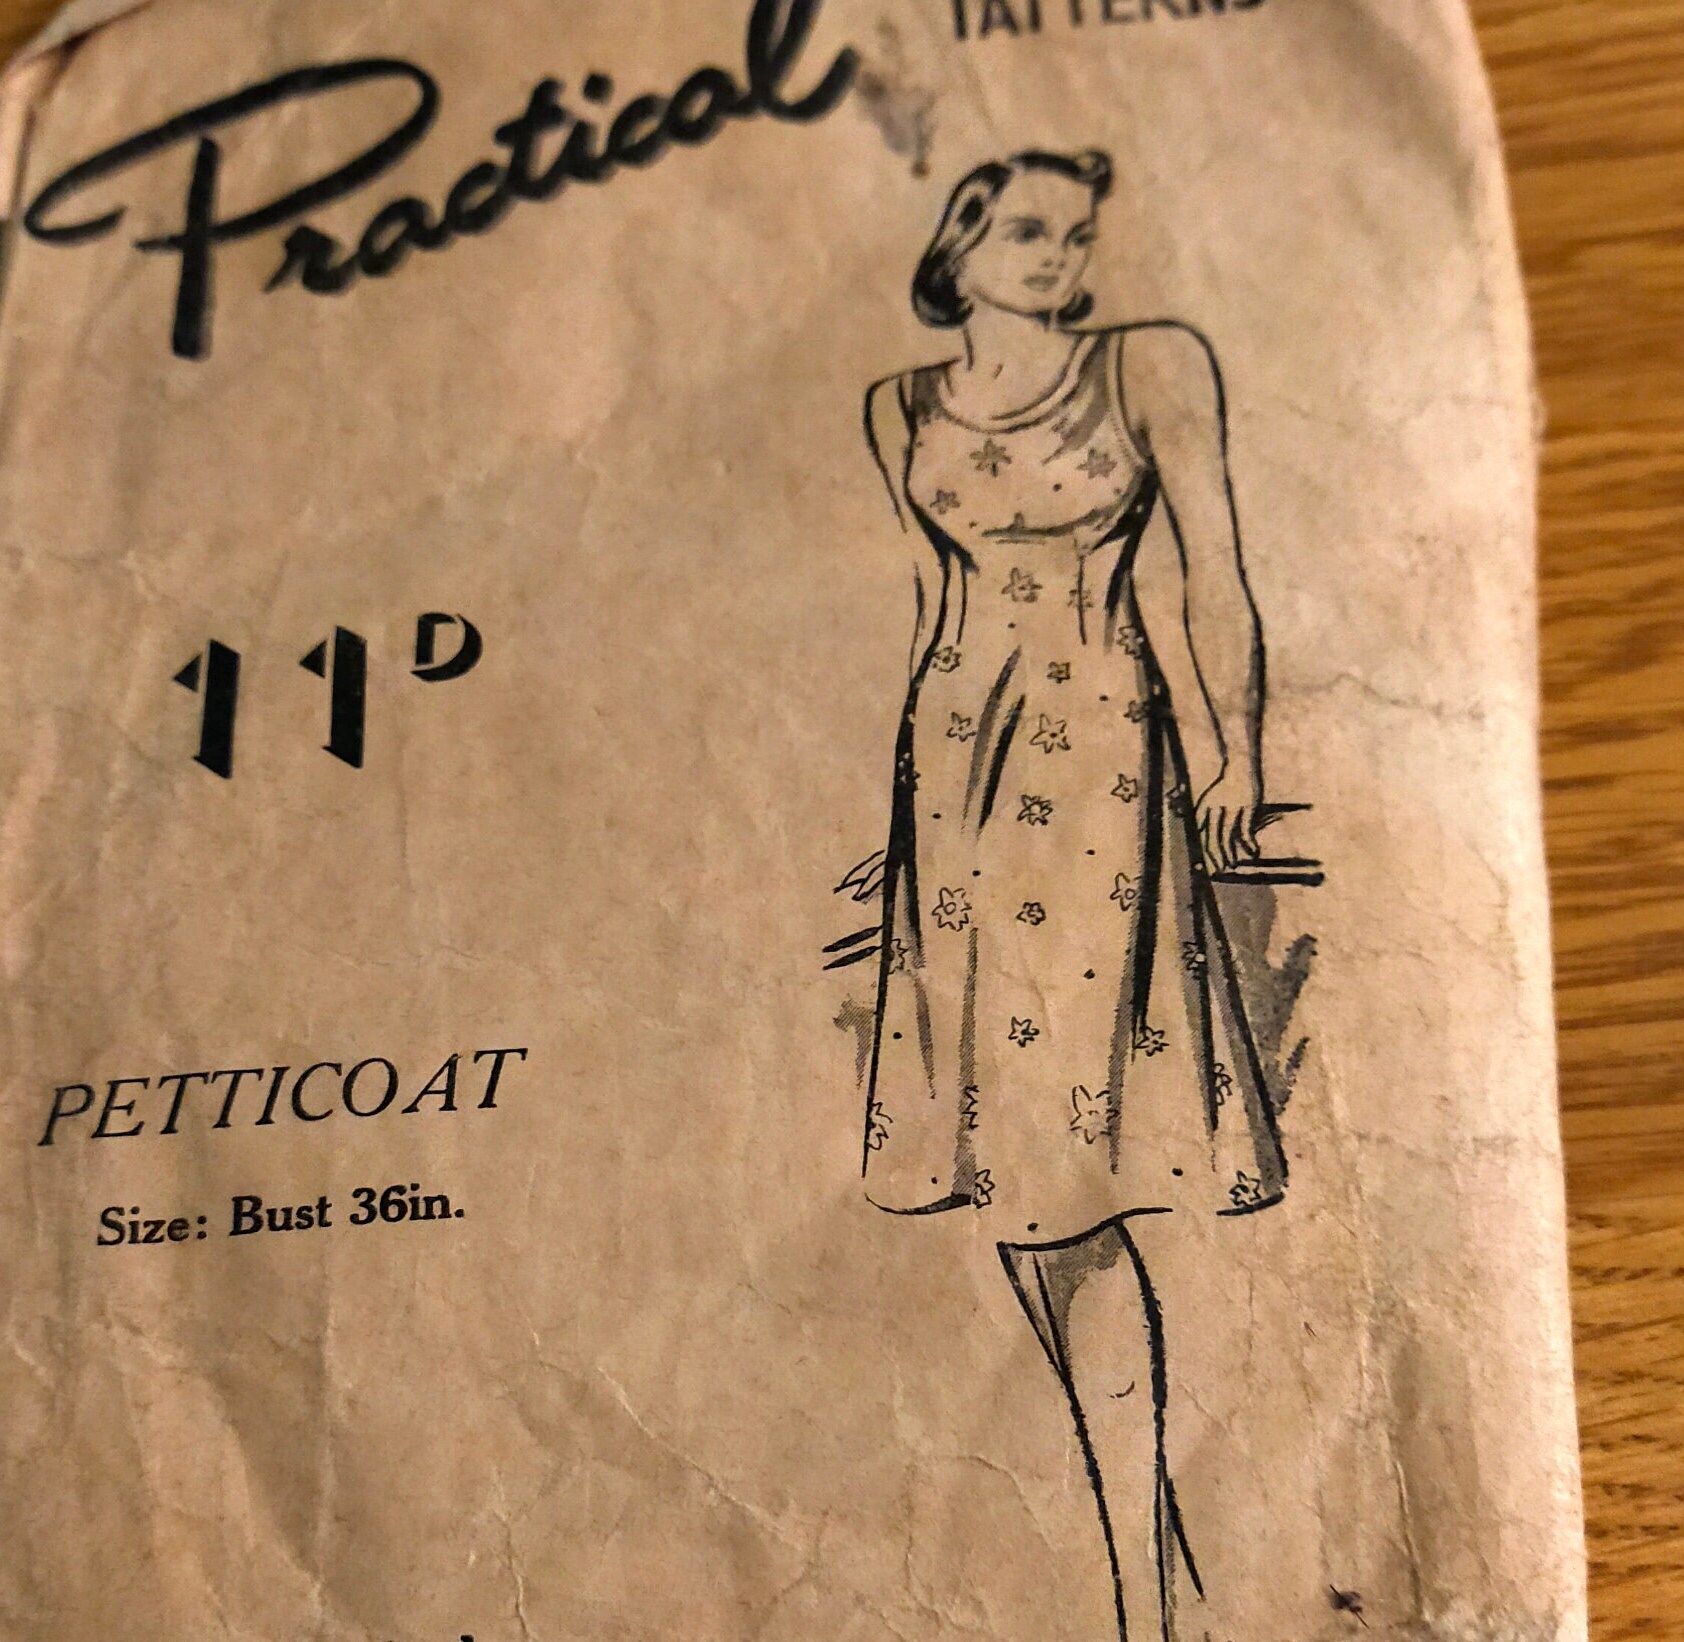 Practical
PATTERNS
11D
PETTICOAT
Size: Bust 36in.